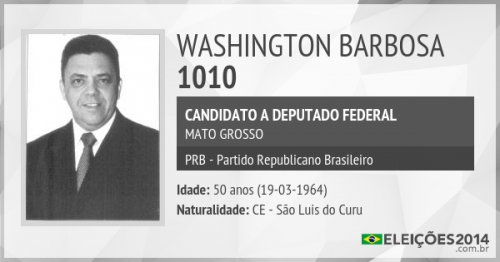 WASHINGTON BARBOSA
1010
CANDIDATO A DEPUTADO FEDERAL
MATO GROSSO
PRB - Partido Republicano Brasileiro
Idade: 50 anos (19-03-1964)
Naturalidade: CE - São Luis do Curu
ELEIÇÕES2014
.com.br